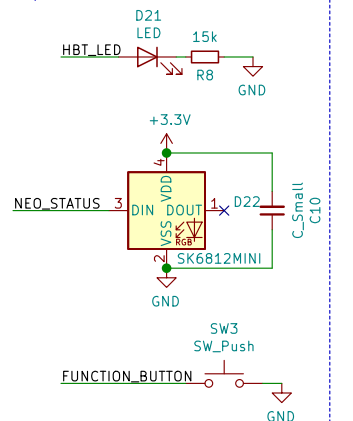 D21
LED
HBT_LED
15k
R8
GND
+3.3V
4
VDD
NEO_STATUS
3
DIN
DOUT
1
D22
RGB
VSS
2
SK6812MINI
C_Small
C10
GND
SW3
SW_Push
FUNCTION_BUTTON
GND